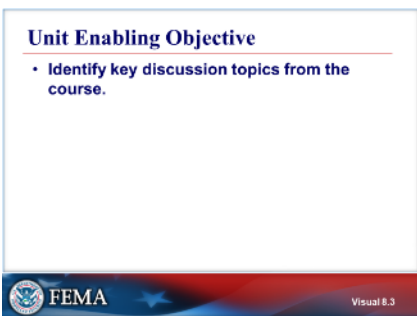 Unit Enabling Objective
• Identify key discussion topics from the
course.
FEMA
Visual 8.3